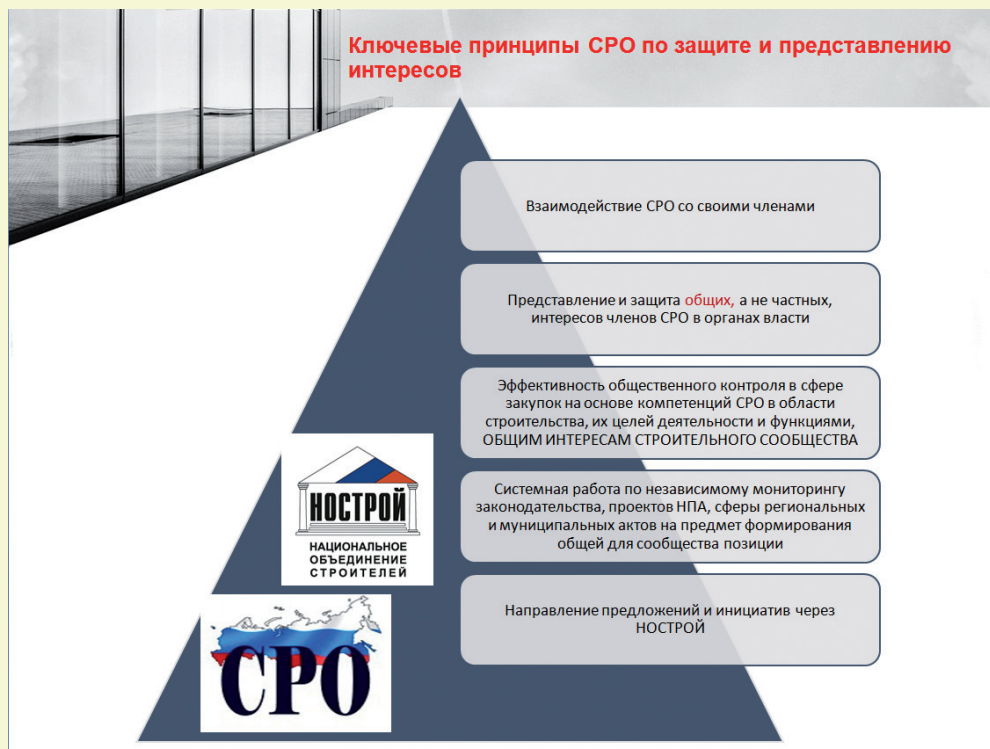 Ключевые принципы СРО по защите и представлению
интересов
Взаимодействие СРО со своими членами
Представление и защита общих, а не частных,
интересов членов СРО в органах власти
Эффективность общественного контроля в сфере
закупок на основе компетенций СРО в области
строительства, их целей деятельности и функциями,
ОБЩИМ ИНТЕРЕСАМ СТРОИТЕЛЬНОГО СООБЩЕСТВА
Системная работа по независимому мониторингу
законодательства, проектов НПА, сферы региональных
и муниципальных актов на предмет формирования
общей для сообщества позиции
Направление предложений и инициатив через
НОСТРОЙ
НОСТРОЙ
НАЦИОНАЛЬНОЕ
ОБЪЕДИНЕНИЕ
СТРОИТЕЛЕЙ
СРО